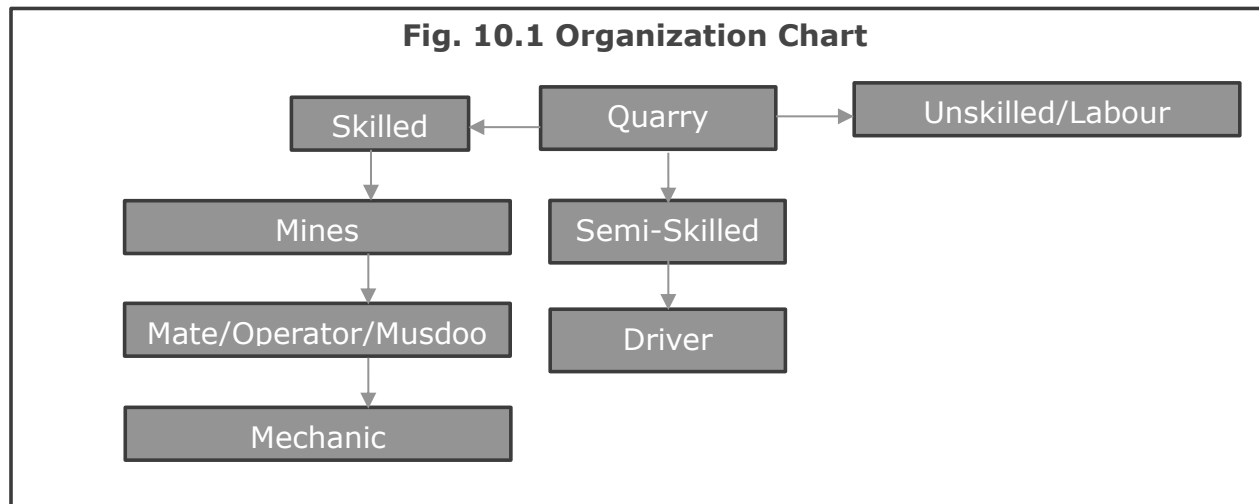 Fig. 10.1 Organization Chart
Skilled
Quarry
Unskilled/Labour
Mines
Semi-Skilled
Mate/Operator/Musdoo
Driver
Mechanic